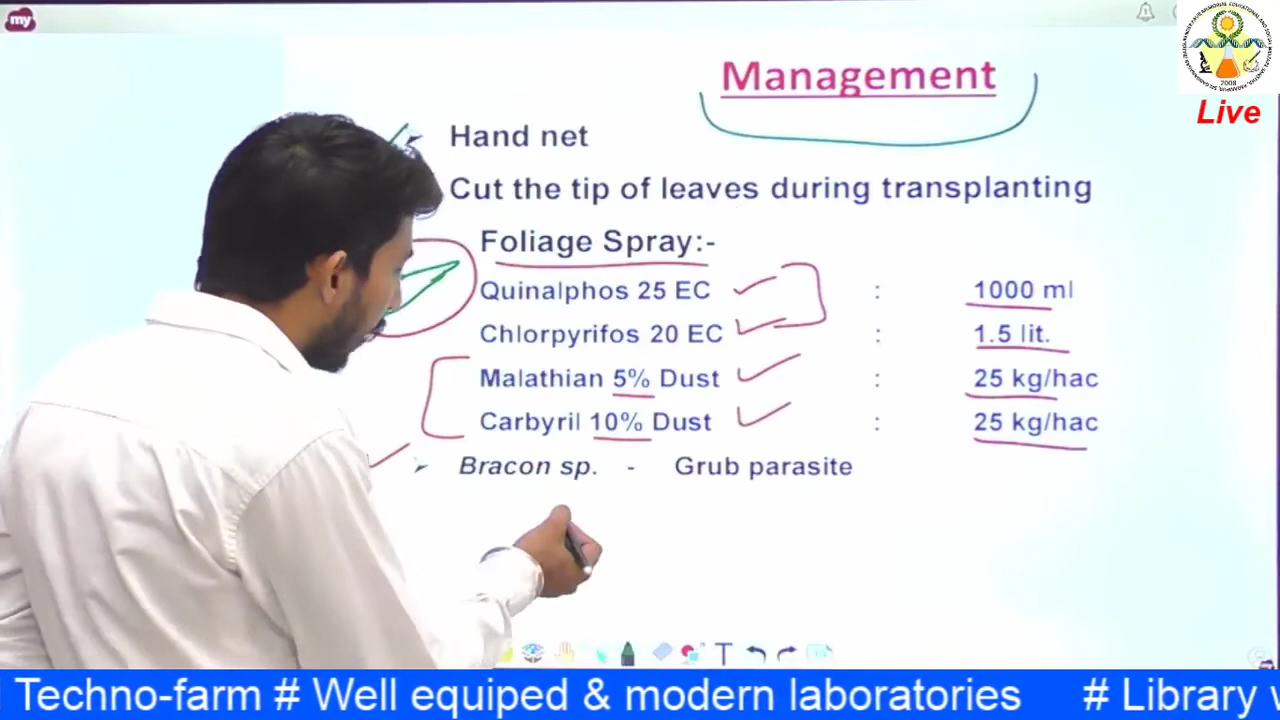 my
Management
2008
Live
Hand net
Cut the tip of leaves during transplanting
Foliage Spray:-
Quinalphos 25 EC : 1000 ml
Chlorpyrifos 20 EC : 1.5 lit.
Malathian 5% Dust : 25 kg/hac
Carbyril 10% Dust : 25 kg/hac
Bracon sp. - Grub parasite
T
Techno-farm # Well equiped & modern laboratories # Library